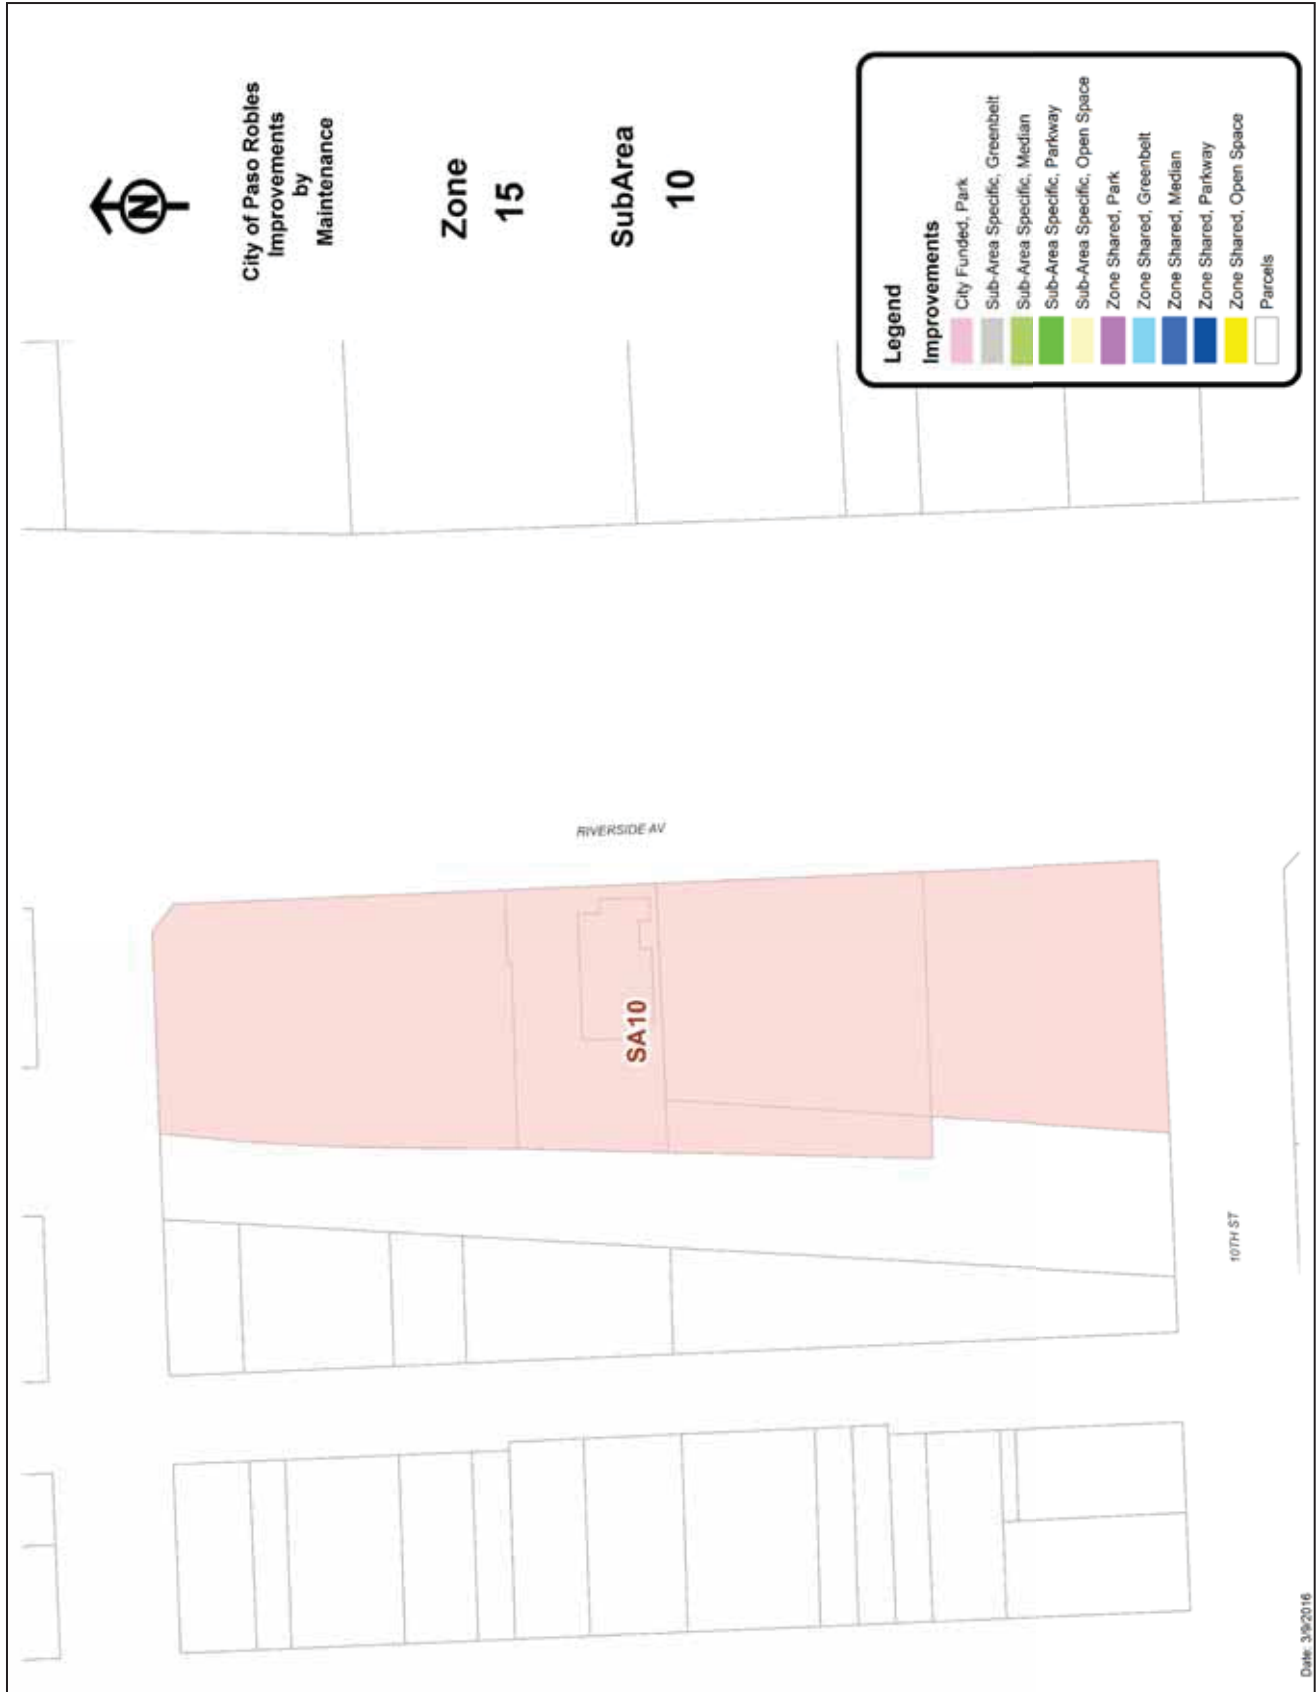 N
City of Paso Robles
Improvements
by
Maintenance
Zone
15
SubArea
10
Legend
Improvements
City Funded, Park
Sub-Area Specific, Greenbelt
Sub-Area Specific, Median
Sub-Area Specific, Parkway
Sub-Area Specific, Open Space
Zone Shared, Park
Zone Shared, Greenbelt
Zone Shared, Median
Zone Shared, Parkway
Zone Shared, Open Space
Parcels
RIVERSIDE AV
SA10
10TH ST
Date: 3/9/2016